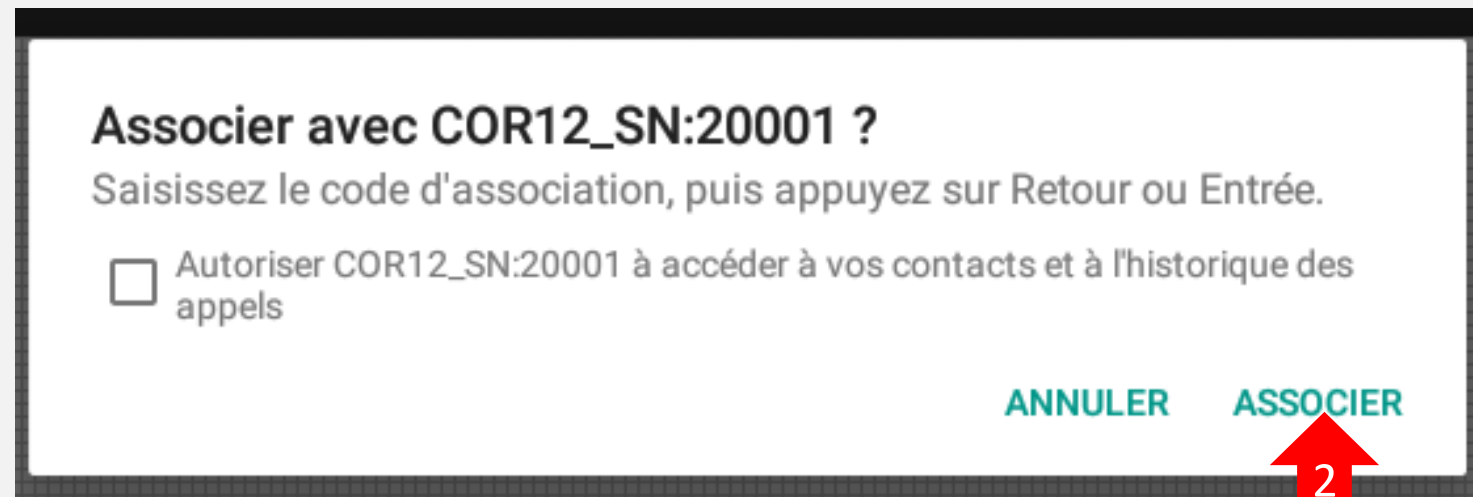 Associer avec COR12_SN:20001 ?
Saisissez le code d'association, puis appuyez sur Retour ou Entrée.
Autoriser COR12_SN:20001 à accéder à vos contacts et à l'historique des
appels
ANNULER ASSOCIER
2